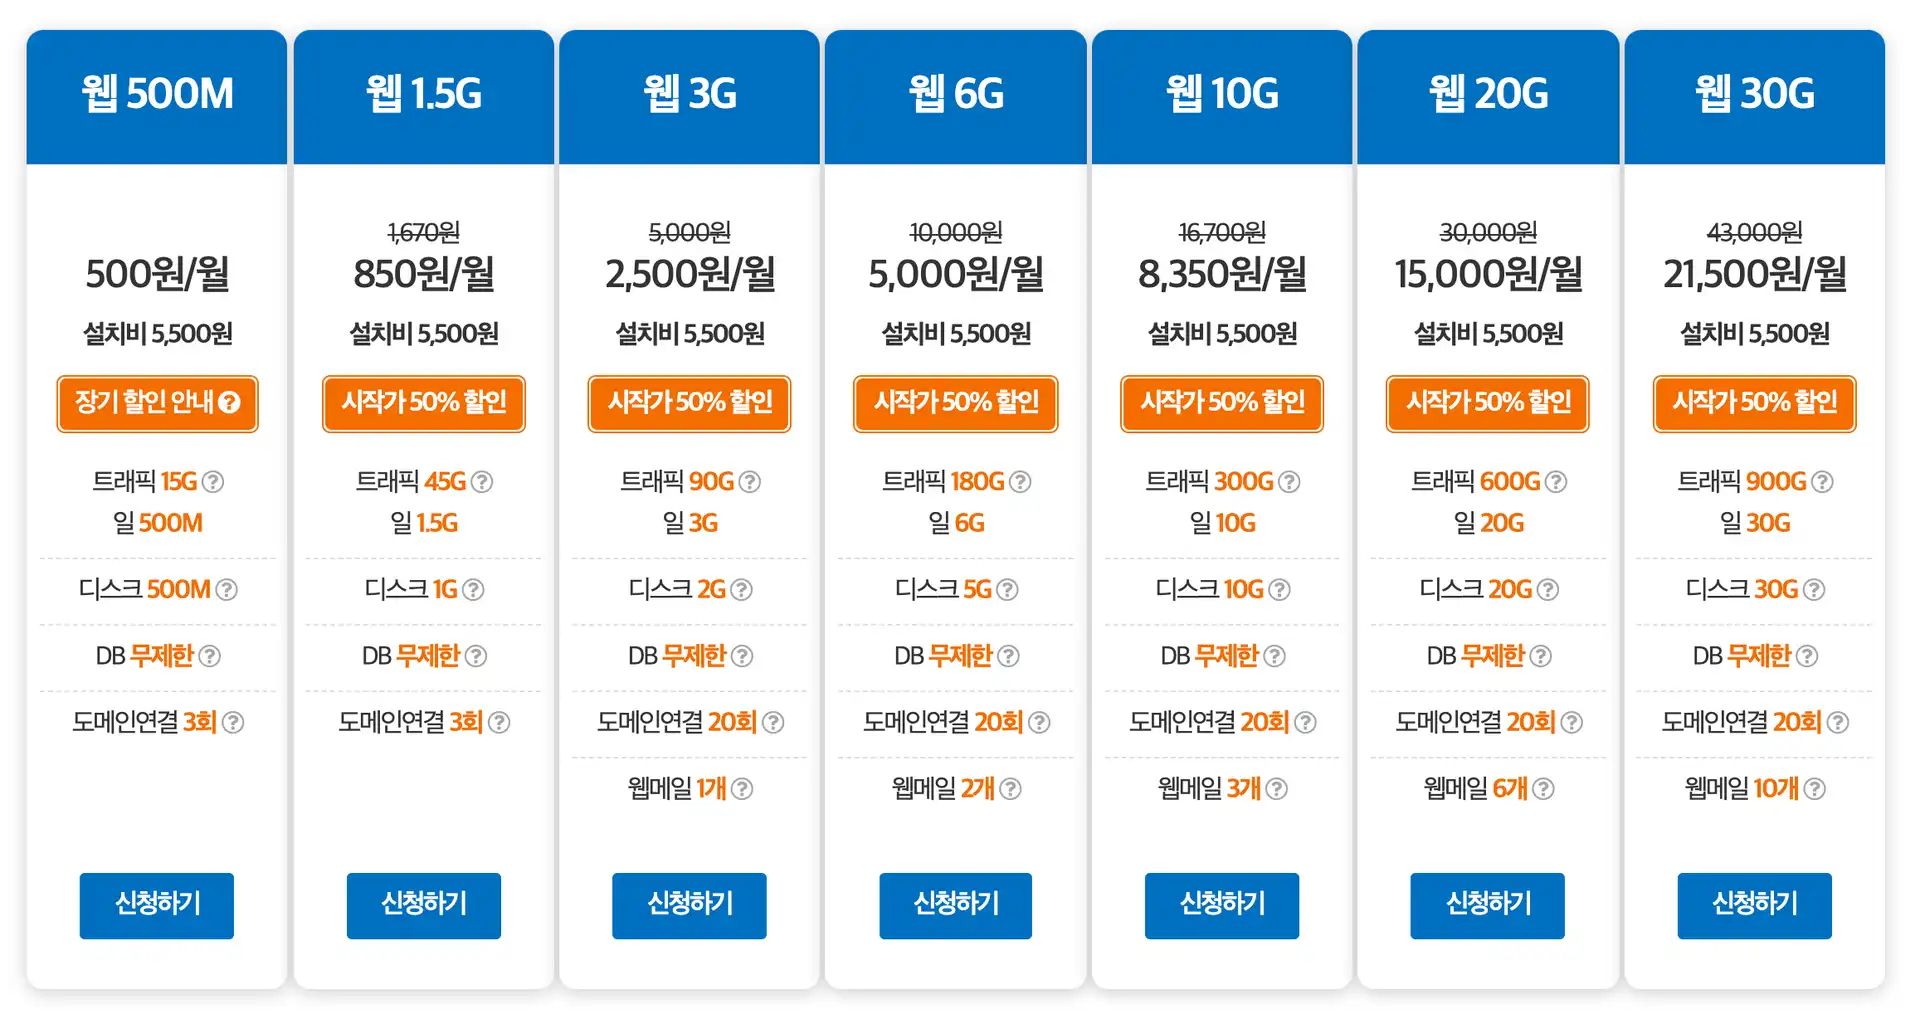 웹 500M
500원/월
설치비 5,500원
장기 할인 안내 ?
트래픽 15G ?
일 500M
디스크 500M ?
DB 무제한 ?
도메인연결 3회 ?
신청하기
웹 1.5G
1,670원
850원/월
설치비 5,500원
시작가 50% 할인
트래픽 45G ?
일 1.5G
디스크 1G ?
DB 무제한 ?
도메인연결 3회 ?
신청하기
웹 3G
5,000원
2,500원/월
설치비 5,500원
시작가 50% 할인
트래픽 90G ?
일 3G
디스크 2G ?
DB 무제한 ?
도메인연결 20회 ?
웹메일 1개 ?
신청하기
웹 6G
10,000원
5,000원/월
설치비 5,500원
시작가 50% 할인
트래픽 180G ?
일 6G
디스크 5G ?
DB 무제한 ?
도메인연결 20회 ?
웹메일 2개 ?
신청하기
웹 10G
16,700원
8,350원/월
설치비 5,500원
시작가 50% 할인
트래픽 300G ?
일 10G
디스크 10G ?
DB 무제한 ?
도메인연결 20회 ?
웹메일 3개 ?
신청하기
웹 20G
30,000원
15,000원/월
설치비 5,500원
시작가 50% 할인
트래픽 600G ?
일 20G
디스크 20G ?
DB 무제한 ?
도메인연결 20회 ?
웹메일 6개 ?
신청하기
웹 30G
43,000원
21,500원/월
설치비 5,500원
시작가 50% 할인
트래픽 900G ?
일 30G
디스크 30G ?
DB 무제한 ?
도메인연결 20회 ?
웹메일 10개 ?
신청하기